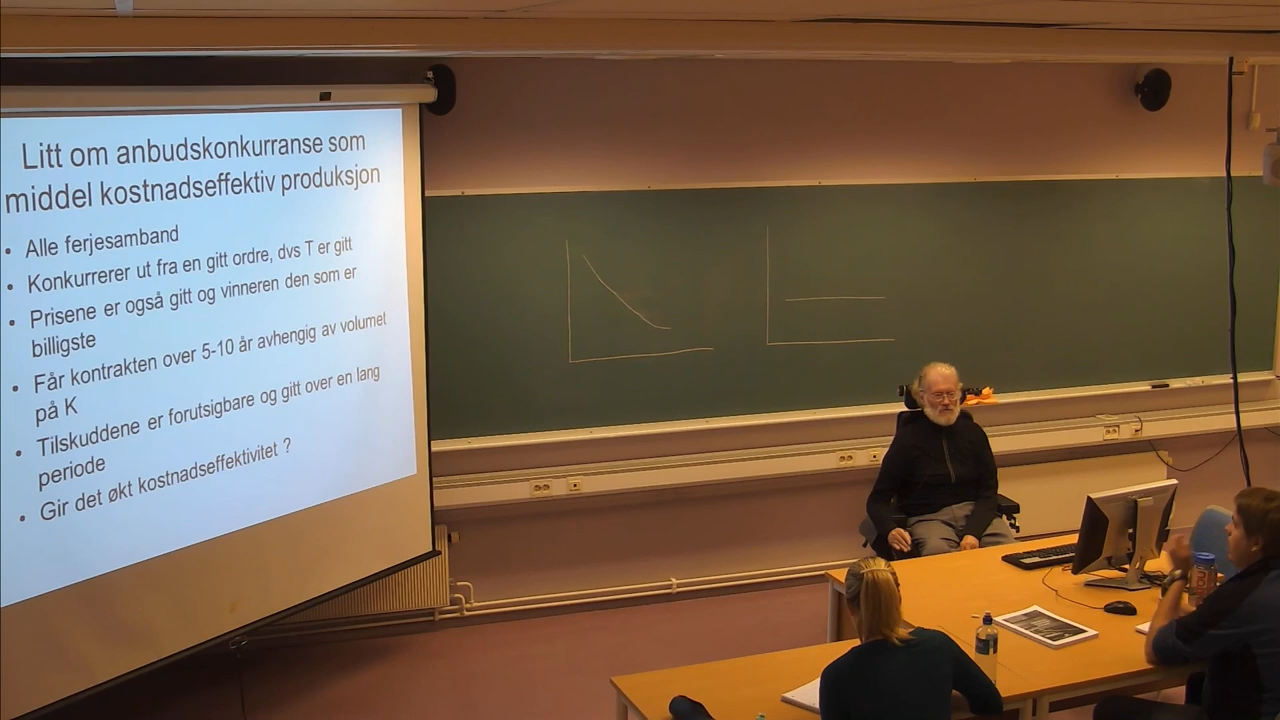 Litt om anbudskonkurranse som
middel kostnadseffektiv produksjon
• Alle ferjesamband
• Konkurrerer ut fra en gitt ordre, dvs T er gitt
• Prisene er også gitt og vinneren den som er
billigste
• Får kontrakten over 5-10 år avhengig av volumet
på K
• Tilskuddene er forutsigbare og gitt over en lang
periode
• Gir det økt kostnadseffektivitet ?